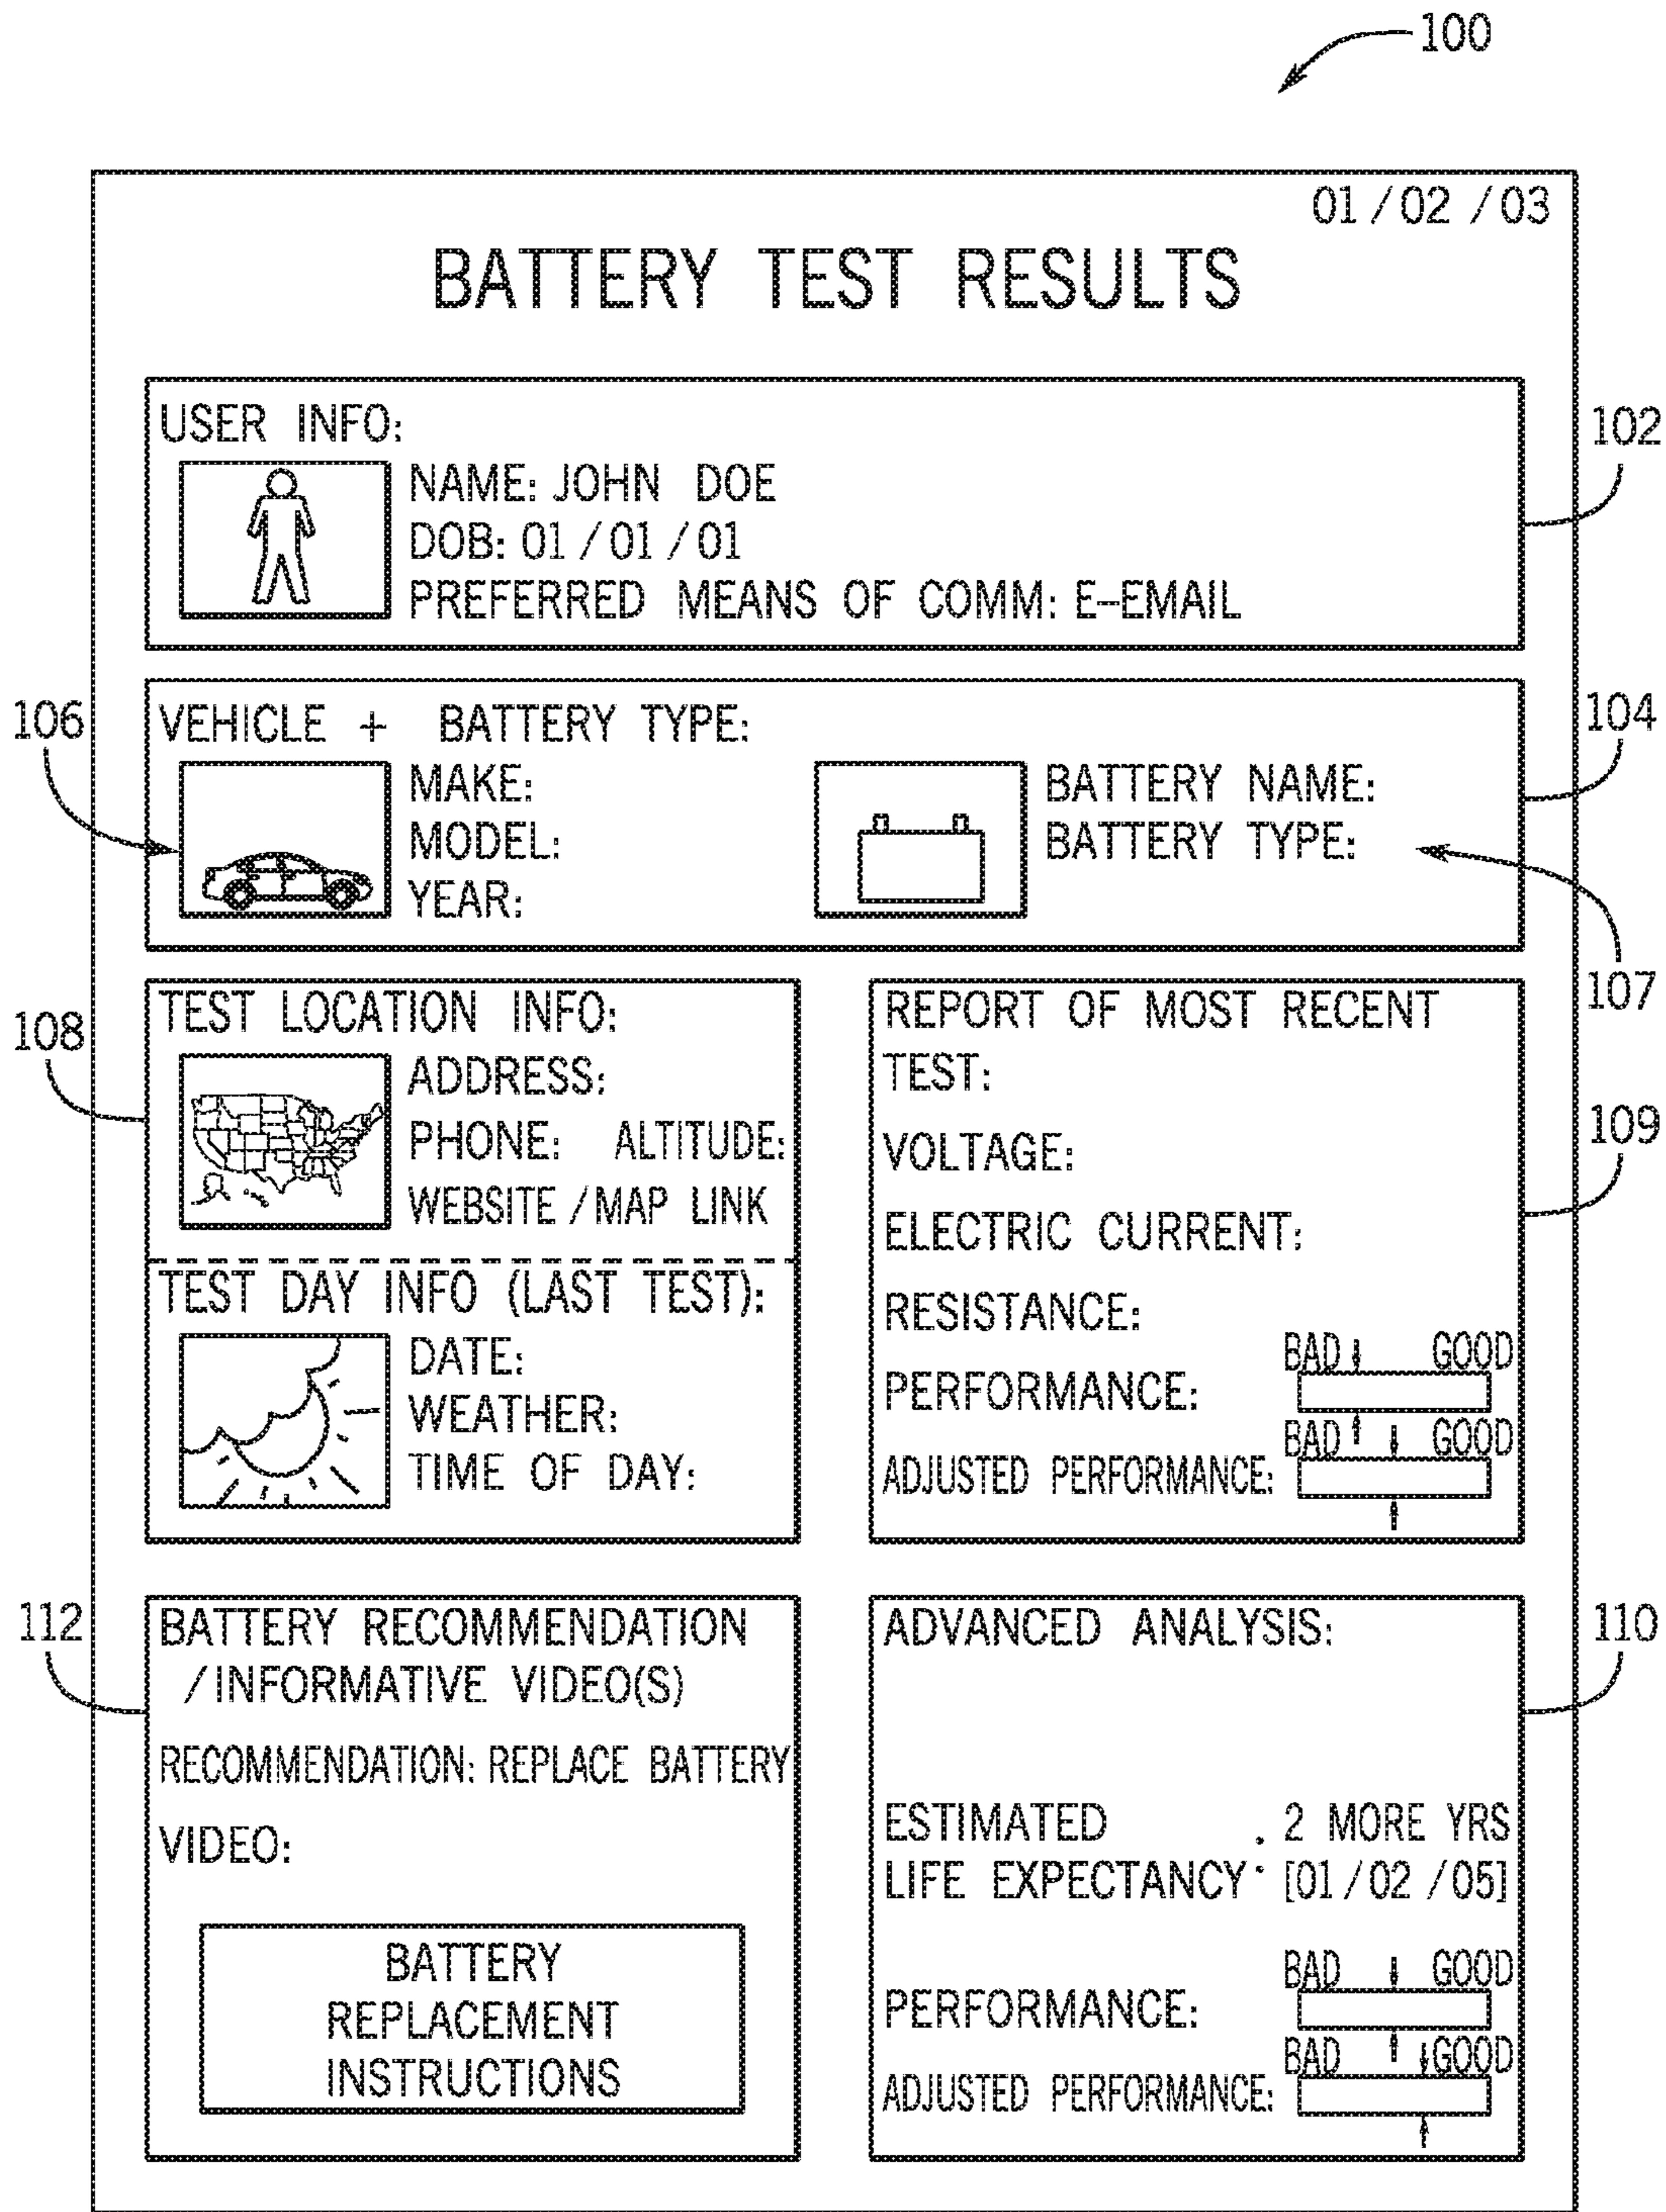 100
01/02/03
BATTERY TEST RESULTS
USER INFO:
NAME: JOHN DOE
DOB: 01/01/01
PREFERRED MEANS OF COMM: E-EMAIL
102
VEHICLE + BATTERY TYPE:
MAKE:
MODEL:
YEAR:
BATTERY NAME:
BATTERY TYPE:
104
106
107
TEST LOCATION INFO:
ADDRESS:
PHONE: ALTITUDE:
WEBSITE/MAP LINK
108
TEST DAY INFO (LAST TEST):
DATE:
WEATHER:
TIME OF DAY:
REPORT OF MOST RECENT
TEST:
VOLTAGE:
ELECTRIC CURRENT:
RESISTANCE:
BAD GOOD
PERFORMANCE:
BAD GOOD
ADJUSTED PERFORMANCE:
109
112
BATTERY RECOMMENDATION
/INFORMATIVE VIDEO(S)
RECOMMENDATION: REPLACE BATTERY
VIDEO:
BATTERY
REPLACEMENT
INSTRUCTIONS
ADVANCED ANALYSIS:
ESTIMATED : 2 MORE YRS
LIFE EXPECTANCY [01/02/05]
BAD GOOD
PERFORMANCE:
BAD GOOD
ADJUSTED PERFORMANCE:
110